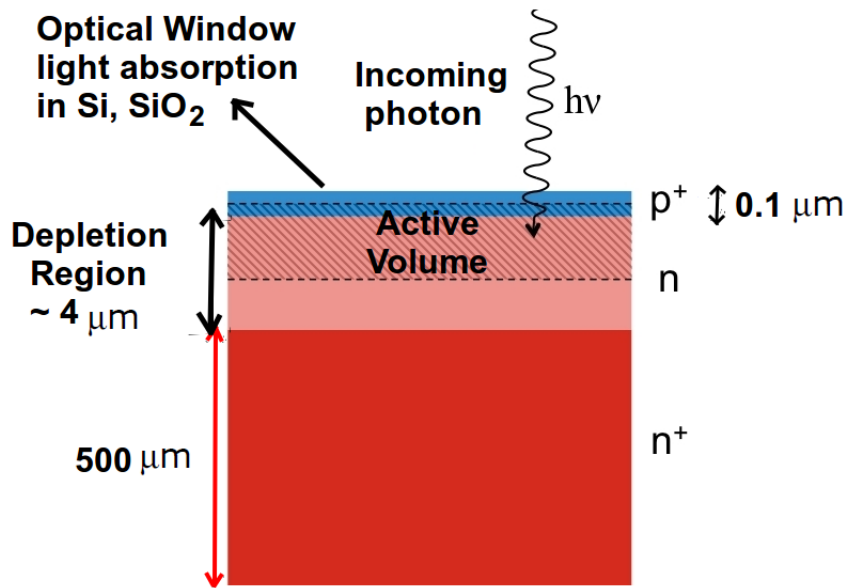 Optical Window
light absorption
in Si, SiO₂
Incoming
photon
hν
p⁺
0.1 μm
Active
Volume
Depletion
Region
~ 4 μm
n
500 μm
n⁺